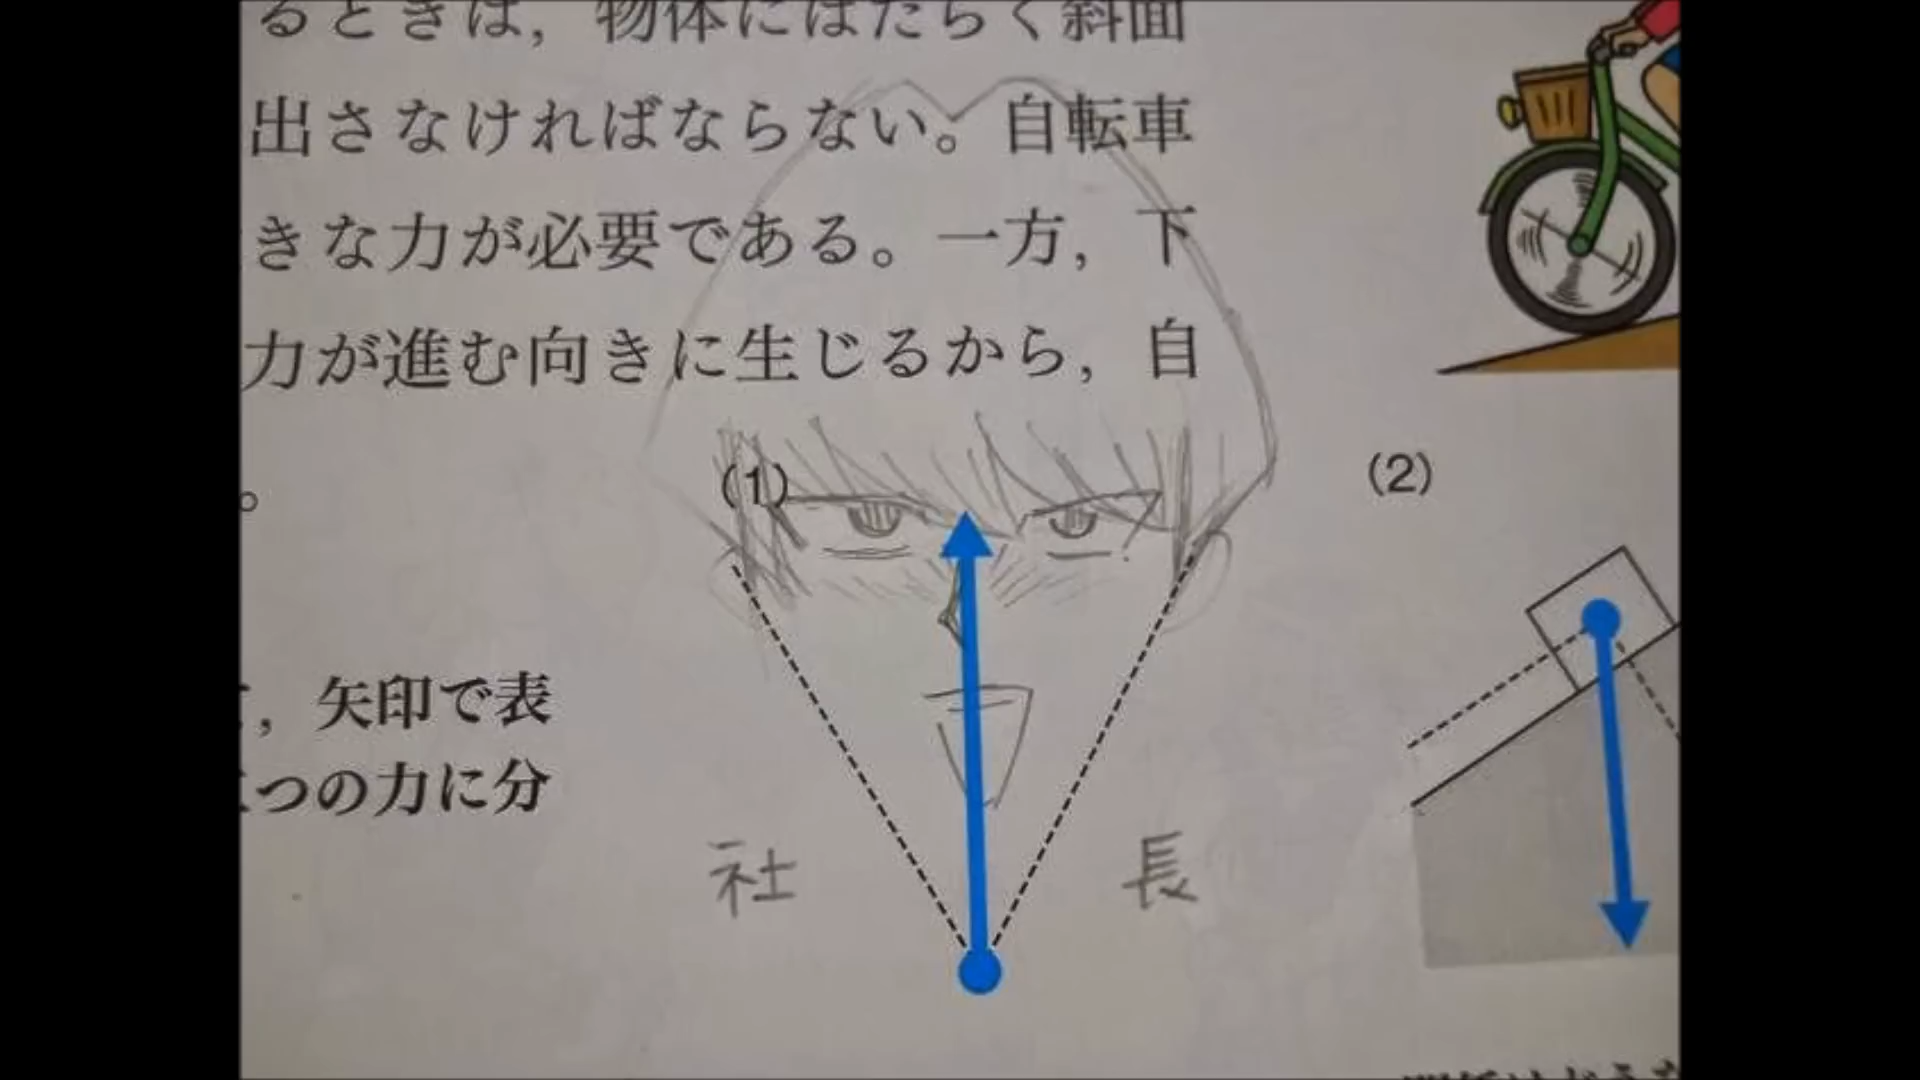 るときは，物体にはたらく斜面
出さなければならない。自転車
きな力が必要である。一方，下
力が進む向きに生じるから，自
。
(1)
(2)
，矢印で表
つの力に分
社 長